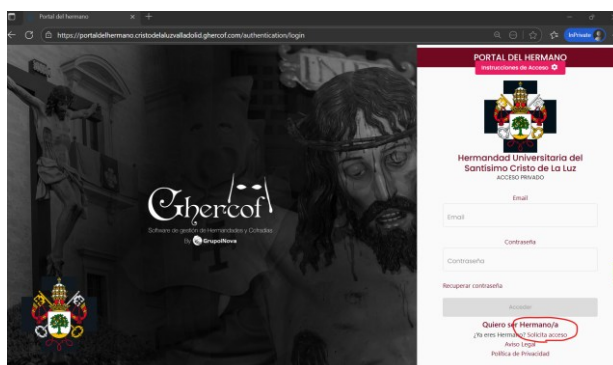 Portal del hermano
https://portaldelhermano.cristodelaluzvalladolid.ghercof.com/authentication/login
InPrivate
PORTAL DEL HERMANO
Instrucciones de Acceso
INRI
Hermandad Universitaria del
Santísimo Cristo de La Luz
ACCESO PRIVADO
Ghercof
Software de gestión de Hermandades y Cofradías
By GrupoINova
Email
Email
Contraseña
Contraseña
Recuperar contraseña
Acceder
Quiero ser Hermano/a
¿Ya eres Hermano? Solicita acceso
Aviso Legal
Política de Privacidad